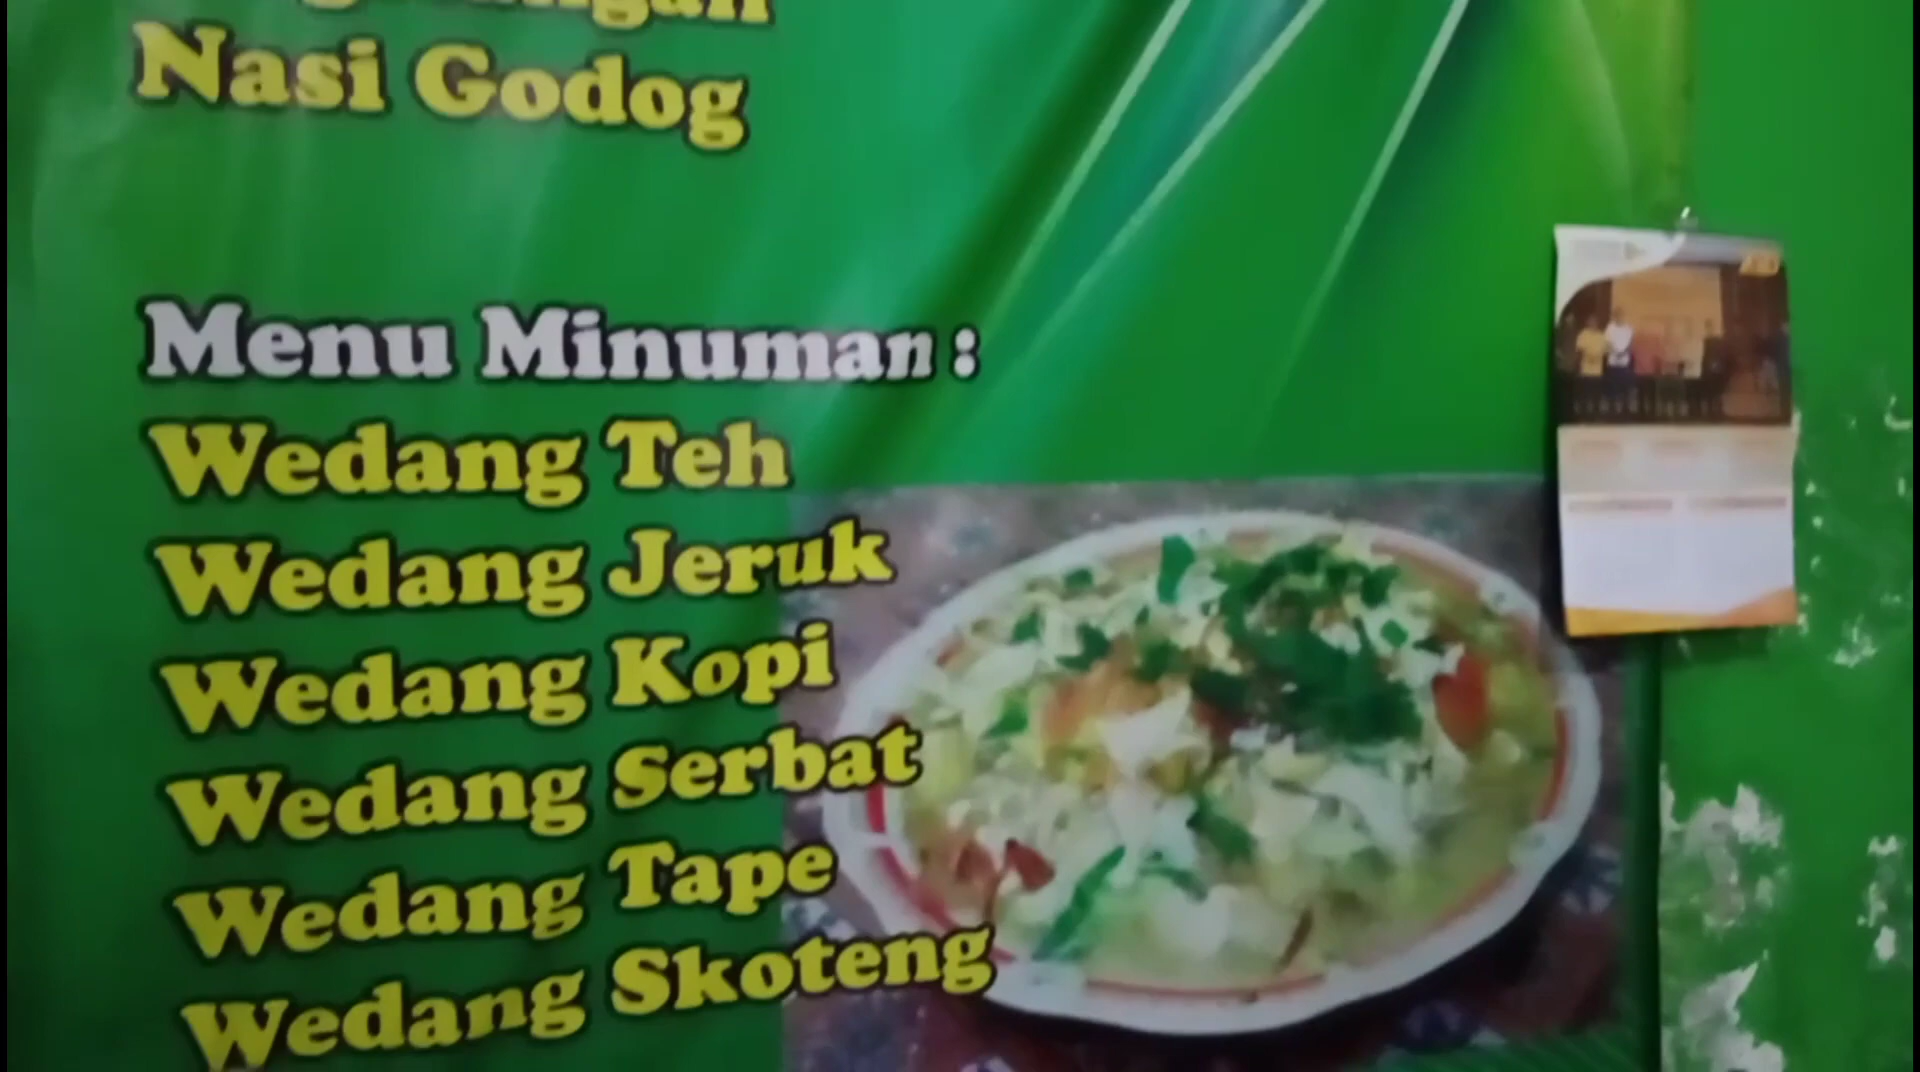 Nasi Godog
Menu Minuman :
Wedang Teh
Wedang Jeruk
Wedang Kopi
Wedang Serbat
Wedang Tape
Wedang Skoteng